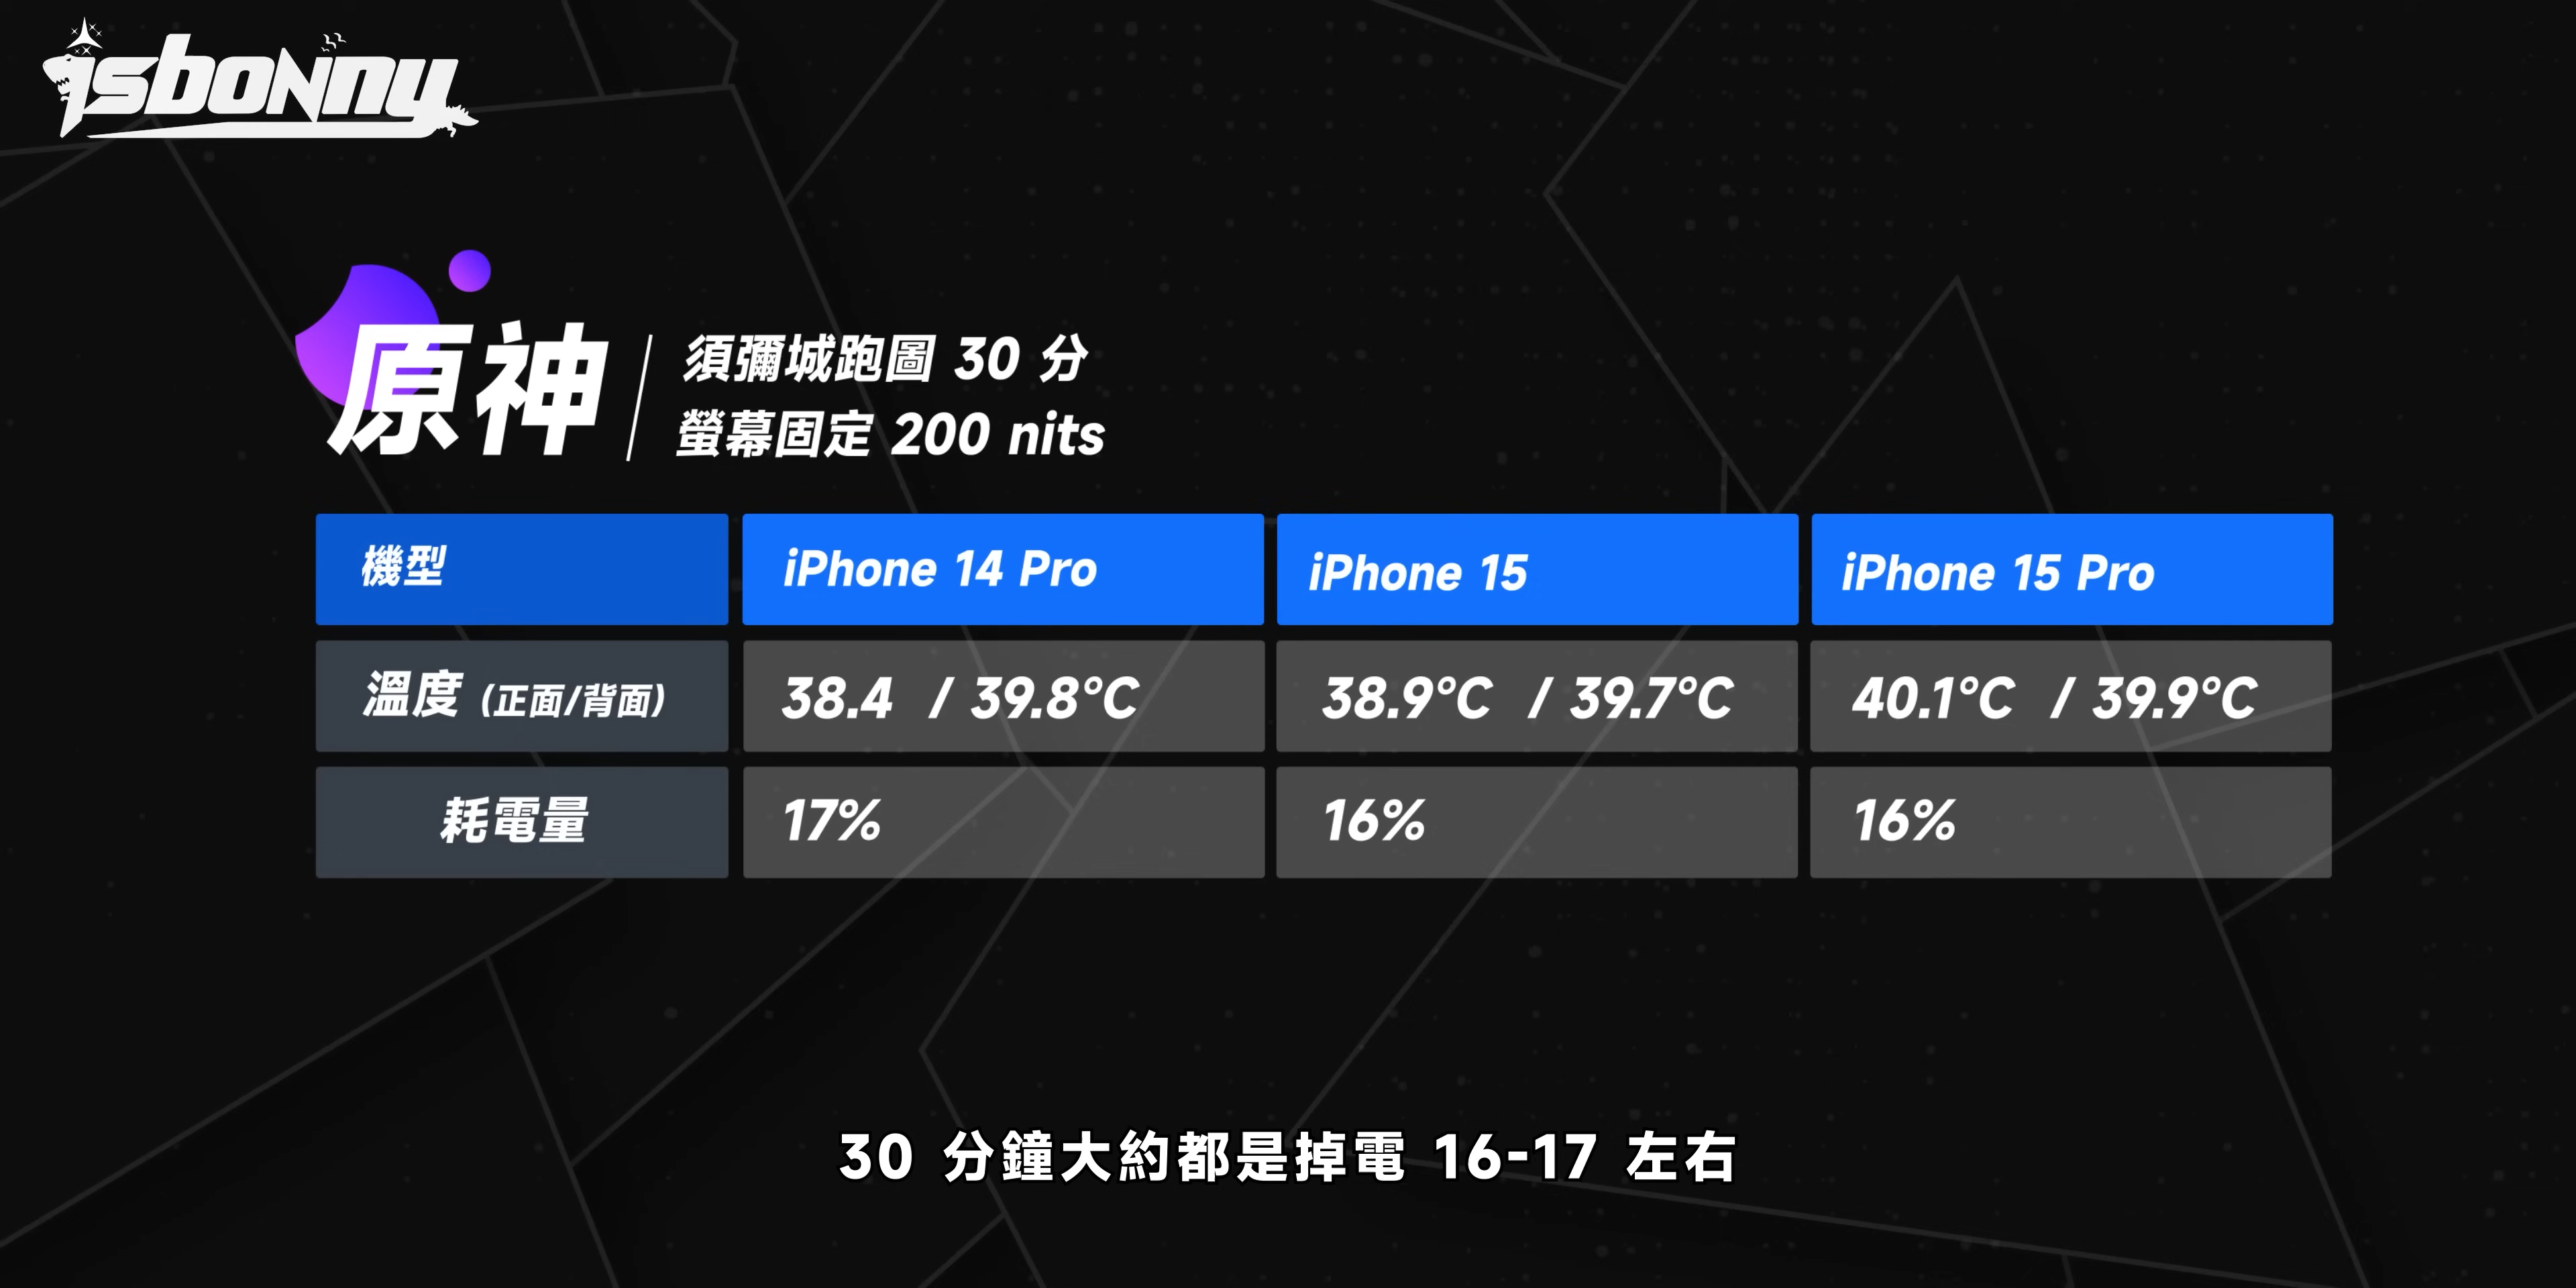 isbonny
原神
須彌城跑圖 30 分
螢幕固定 200 nits
機型 iPhone 14 Pro iPhone 15 iPhone 15 Pro
溫度 (正面/背面) 38.4 / 39.8°C 38.9°C / 39.7°C 40.1°C / 39.9°C
耗電量 17% 16% 16%
30 分鐘大約都是掉電 16-17 左右